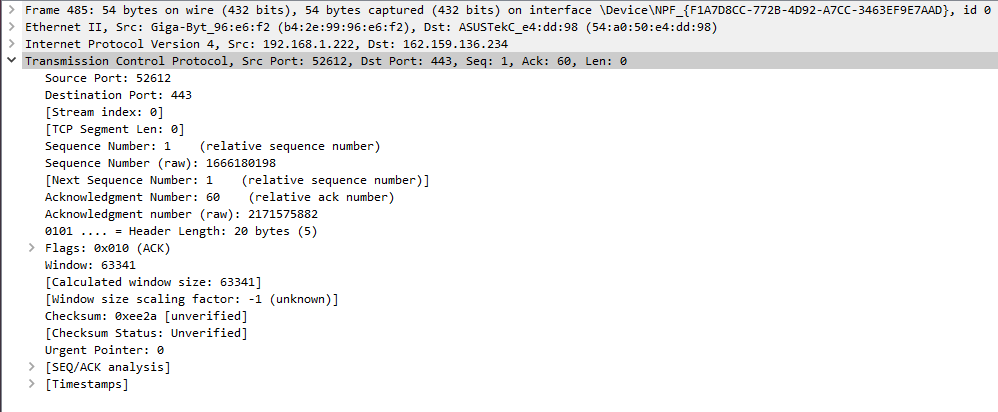 Frame 485: 54 bytes on wire (432 bits), 54 bytes captured (432 bits) on interface \Device\NPF_{F1A7D8CC-772B-4D92-A7CC-3463EF9E7AAD}, id 0
Ethernet II, Src: Giga-Byt_96:e6:f2 (b4:2e:99:96:e6:f2), Dst: ASUSTekC_e4:dd:98 (54:a0:50:e4:dd:98)
Internet Protocol Version 4, Src: 192.168.1.222, Dst: 162.159.136.234
Transmission Control Protocol, Src Port: 52612, Dst Port: 443, Seq: 1, Ack: 60, Len: 0
Source Port: 52612
Destination Port: 443
[Stream index: 0]
[TCP Segment Len: 0]
Sequence Number: 1    (relative sequence number)
Sequence Number (raw): 1666180198
[Next Sequence Number: 1    (relative sequence number)]
Acknowledgment Number: 60    (relative ack number)
Acknowledgment number (raw): 2171575882
0101 .... = Header Length: 20 bytes (5)
Flags: 0x010 (ACK)
Window: 63341
[Calculated window size: 63341]
[Window size scaling factor: -1 (unknown)]
Checksum: 0xee2a [unverified]
[Checksum Status: Unverified]
Urgent Pointer: 0
[SEQ/ACK analysis]
[Timestamps]